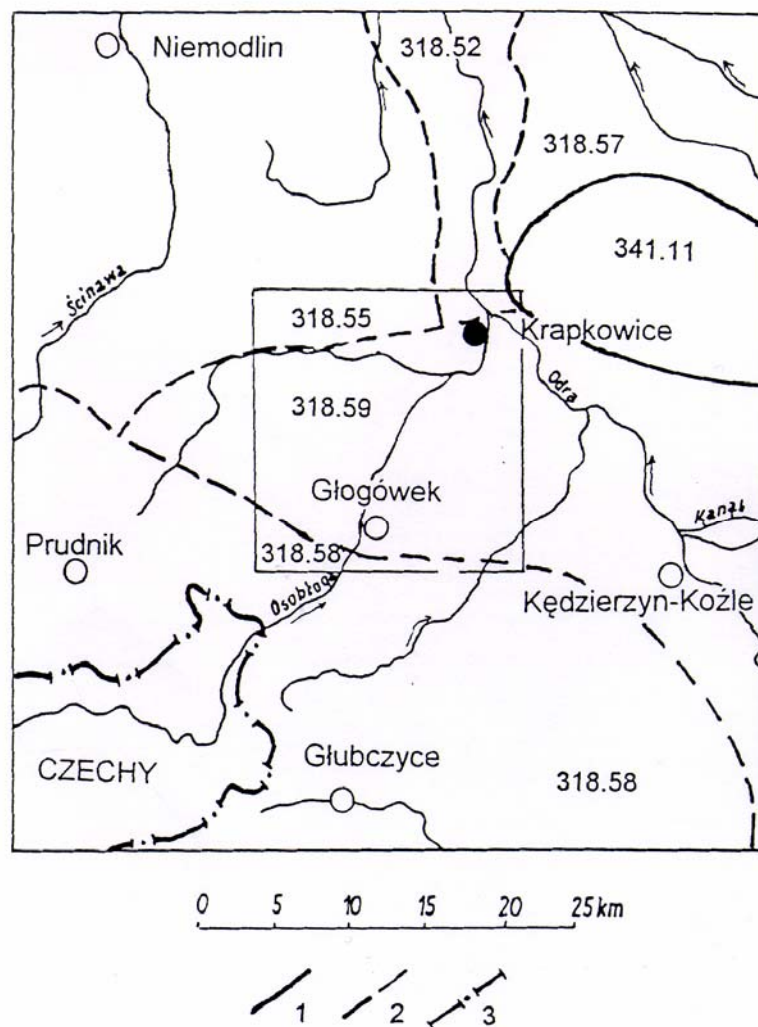 Niemodlin
318.52
318.57
341.11
Ścinawa
318.55
Krapkowice
Odra
318.59
Głogówek
Kanał
Prudnik
318.58
Osobłoga
Kędzierzyn-Koźle
CZECHY
Głubczyce
318.58
0 5 10 15 20 25 km
1 2 3